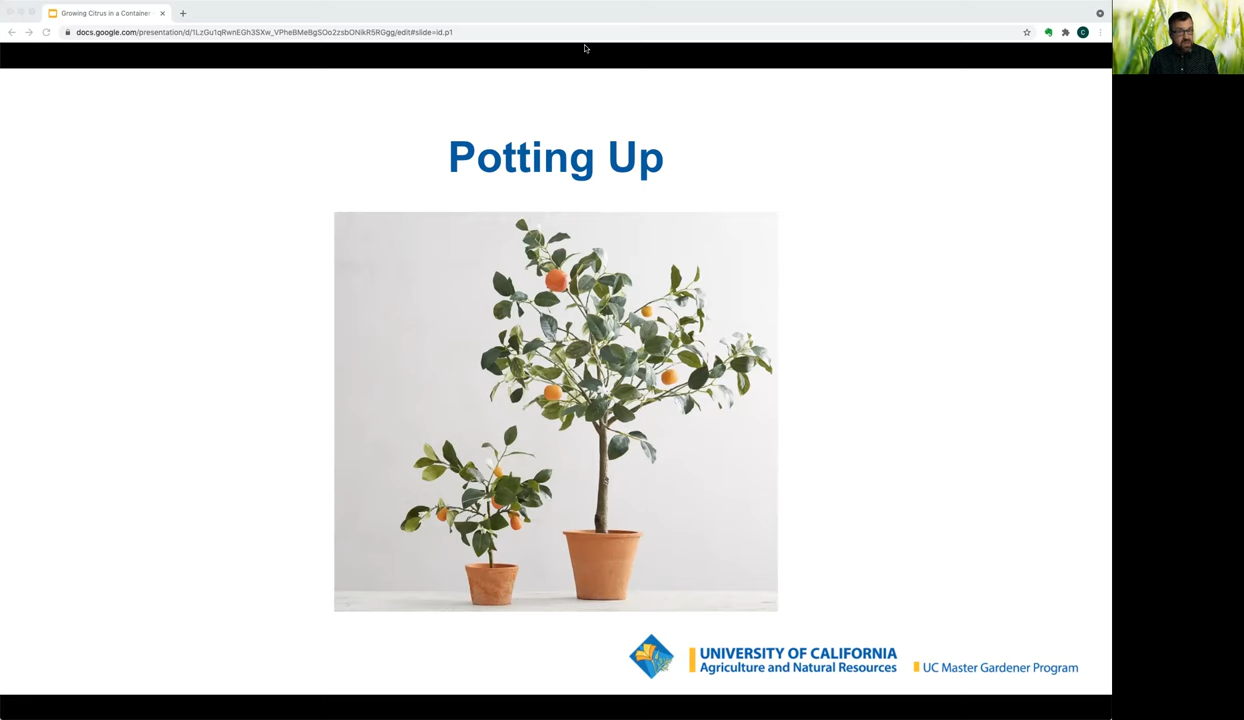 Growing Citrus in a Container
docs.google.com/presentation/d/1LzGu1qRwnEGh3SXw_VPheBMeBgSOo2zsbONikR5RGgg/edit#slide=id.p1
C
Potting Up
UNIVERSITY OF CALIFORNIA
Agriculture and Natural Resources
UC Master Gardener Program